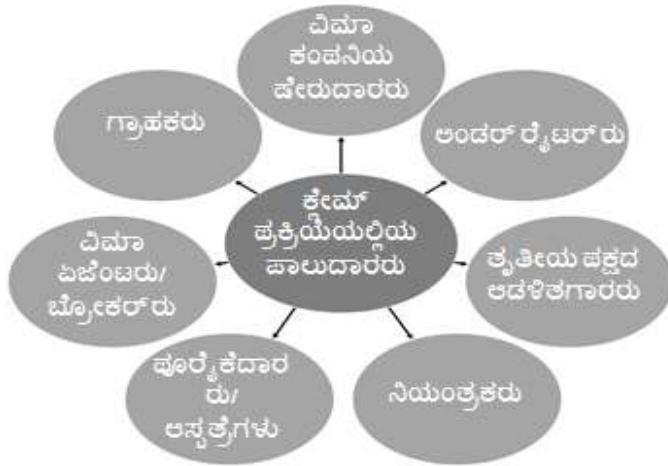 ವಿಮಾ
ಕಂಪನಿಯ
ಷೇರುದಾರರು
ಗ್ರಾಹಕರು
ಅಂಡರ್ ರೈಟರ್ ರು
ಕ್ಲೇಮ್
ಪ್ರಕ್ರಿಯೆಯಲ್ಲಿಯ
ಪಾಲುದಾರರು
ವಿಮಾ
ಏಜೆಂಟರು/
ಬ್ರೋಕರ್ ರು
ತೃತೀಯ ಪಕ್ಷದ
ಆಡಳಿತಗಾರರು
ಪೂರೈಕೆದಾರ
ರು/
ಆಸ್ಪತ್ರೆಗಳು
ನಿಯಂತ್ರಕರು